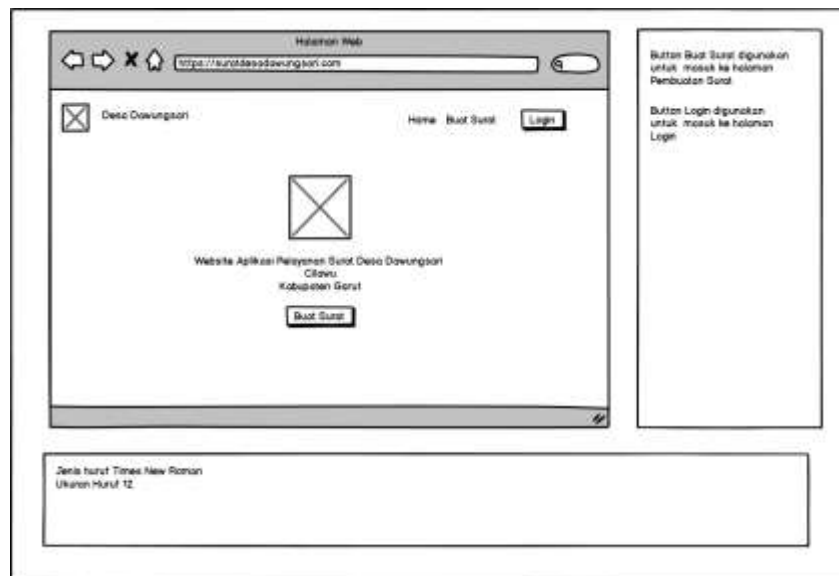 Halaman Web
https://suratdesadawungsari.com
Desa Dawungsari
Home Buat Surat Login
Website Aplikasi Pelayanan Surat Desa Dawungsari
Cilawu
Kabupaten Garut
Buat Surat
Button Buat Surat digunakan
untuk masuk ke halaman
Pembuatan Surat
Button Login digunakan
untuk masuk ke halaman
Login
Jenis huruf Times New Roman
Ukuran Huruf 12